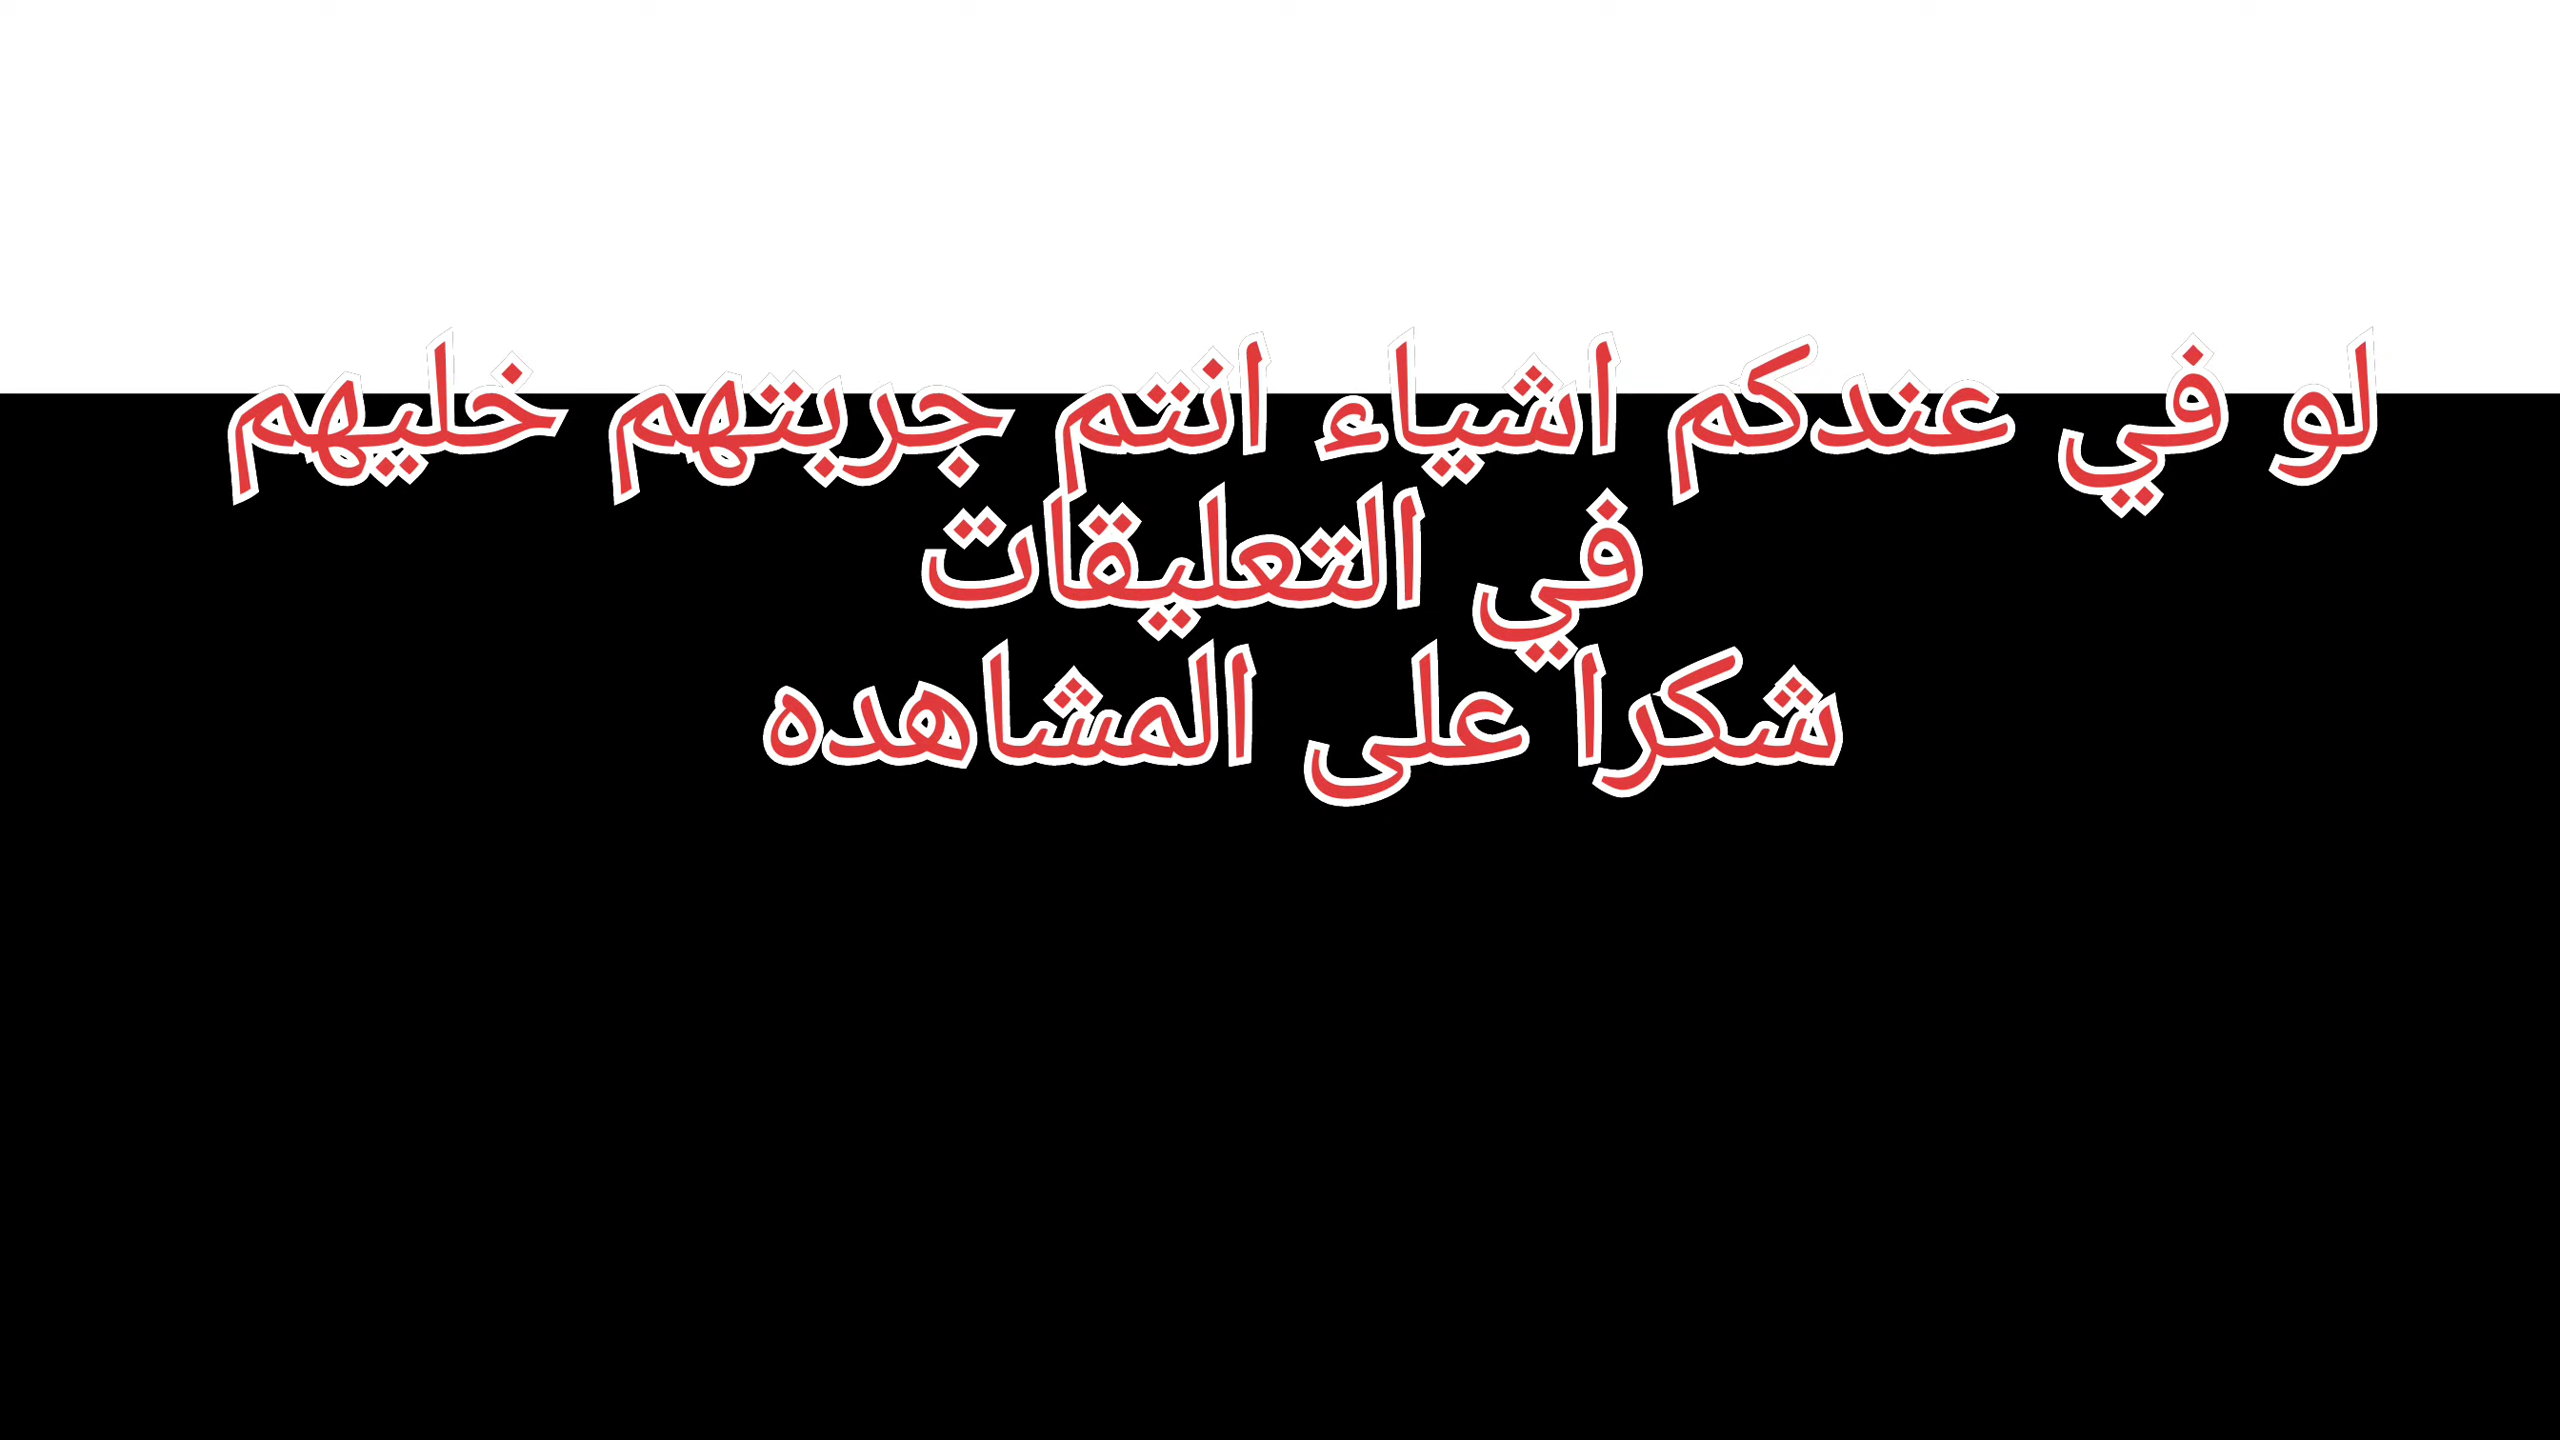 لو في عندكم اشياء انتم جربتهم خليهم
في التعليقات
شكرا على المشاهده